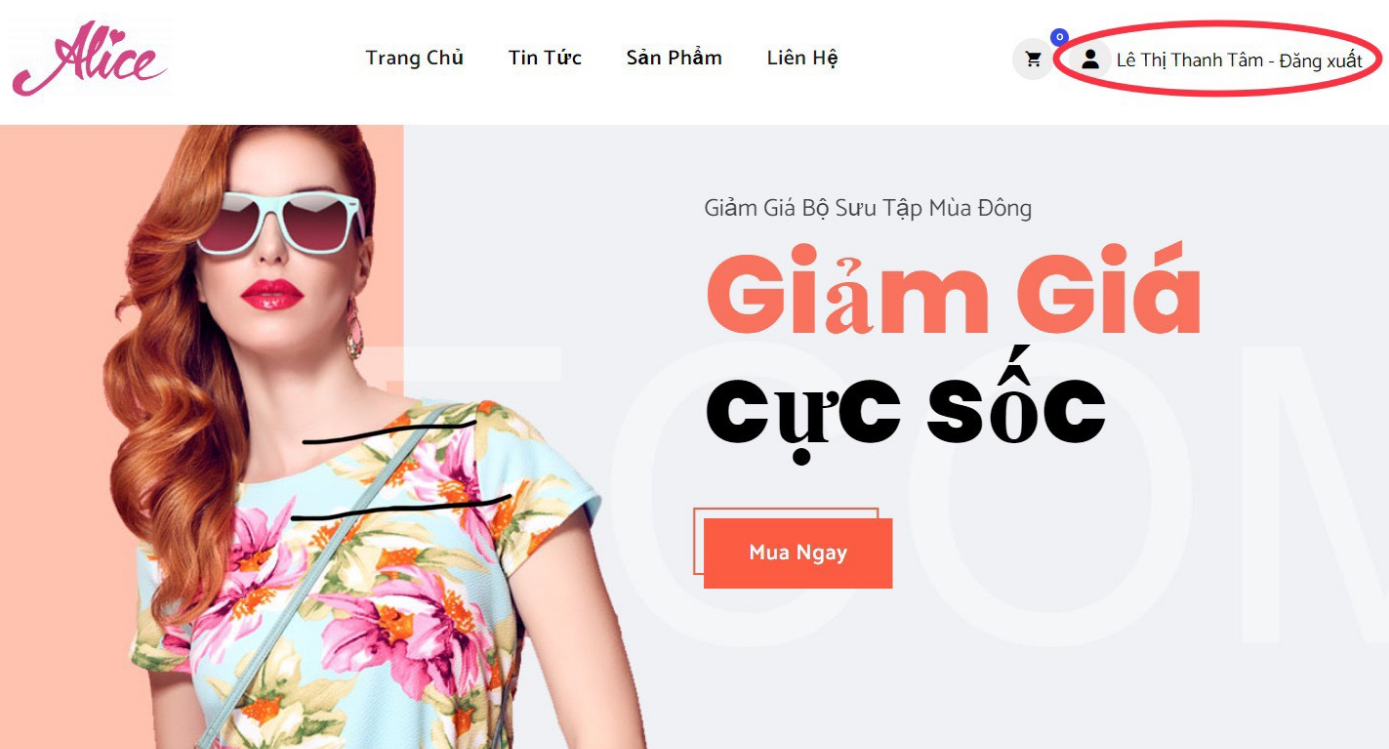 Alice
Trang Chủ Tin Tức Sản Phẩm Liên Hệ
0
Lê Thị Thanh Tâm - Đăng xuất
Giảm Giá Bộ Sưu Tập Mùa Đông
Giảm Giá
cực sốc
Mua Ngay